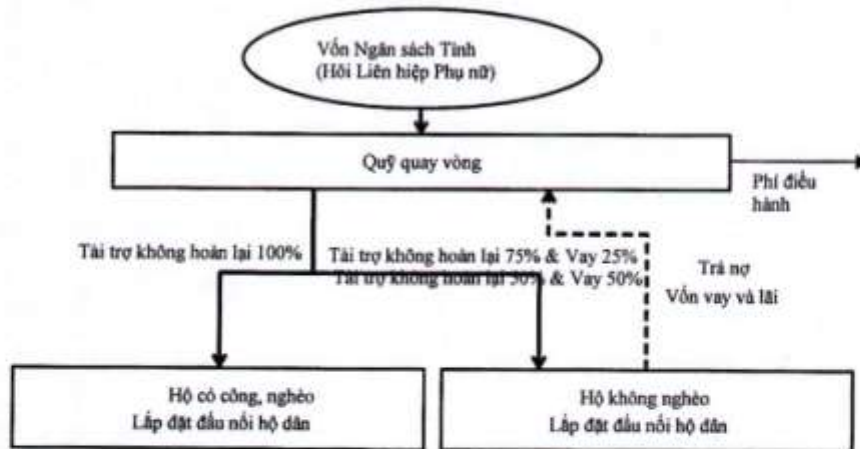 Vốn Ngân sách Tỉnh
(Hội Liên hiệp Phụ nữ)
Quỹ quay vòng
Phí điều
hành
Tài trợ không hoàn lại 100%
Tài trợ không hoàn lại 75% & Vay 25%
Tài trợ không hoàn lại 50% & Vay 50%
Trả nợ
Vốn vay và lãi
Hộ có công, nghèo
Lắp đặt đấu nối hộ dân
Hộ không nghèo
Lắp đặt đấu nối hộ dân